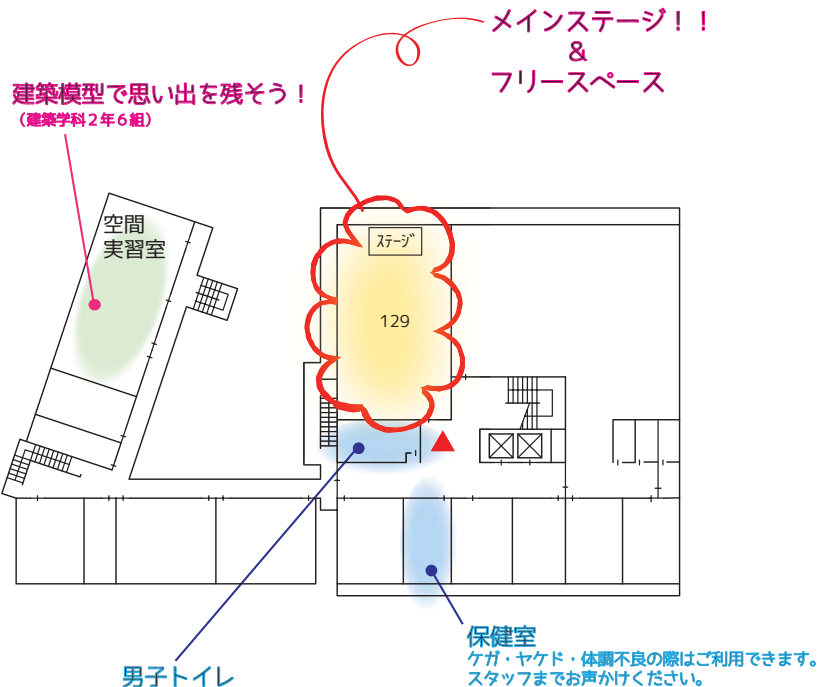 メインステージ！！
＆
フリースペース
建築模型で思い出を残そう！
（建築学科２年６組）
空間
実習室
ｽﾃｰｼﾞ
129
保健室
ケガ・ヤケド・体調不良の際はご利用できます。
スタッフまでお声かけください。
男子トイレ